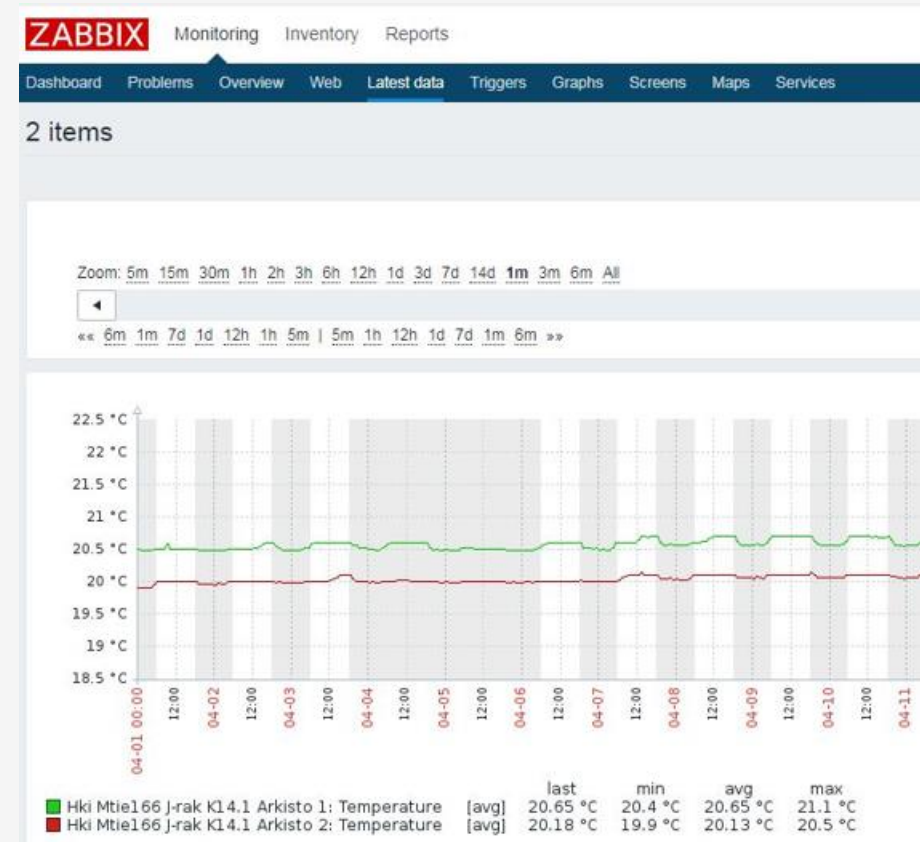 ZABBIX Monitoring Inventory Reports
Dashboard Problems Overview Web Latest data Triggers Graphs Screens Maps Services
2 items
Zoom: 5m 15m 30m 1h 2h 3h 6h 12h 1d 3d 7d 14d 1m 3m 6m All
◄
«« 6m 1m 7d 1d 12h 1h 5m | 5m 1h 12h 1d 7d 1m 6m »»
22.5 °C
22 °C
21.5 °C
21 °C
20.5 °C
20 °C
19.5 °C
19 °C
18.5 °C
04-01 00:00 12:00 04-02 12:00 04-03 12:00 04-04 12:00 04-05 12:00 04-06 12:00 04-07 12:00 04-08 12:00 04-09 12:00 04-10 12:00 04-11
last min avg max
Hki Mtie166 J-rak K14.1 Arkisto 1: Temperature [avg] 20.65 °C 20.4 °C 20.65 °C 21.1 °C
Hki Mtie166 J-rak K14.1 Arkisto 2: Temperature [avg] 20.18 °C 19.9 °C 20.13 °C 20.5 °C